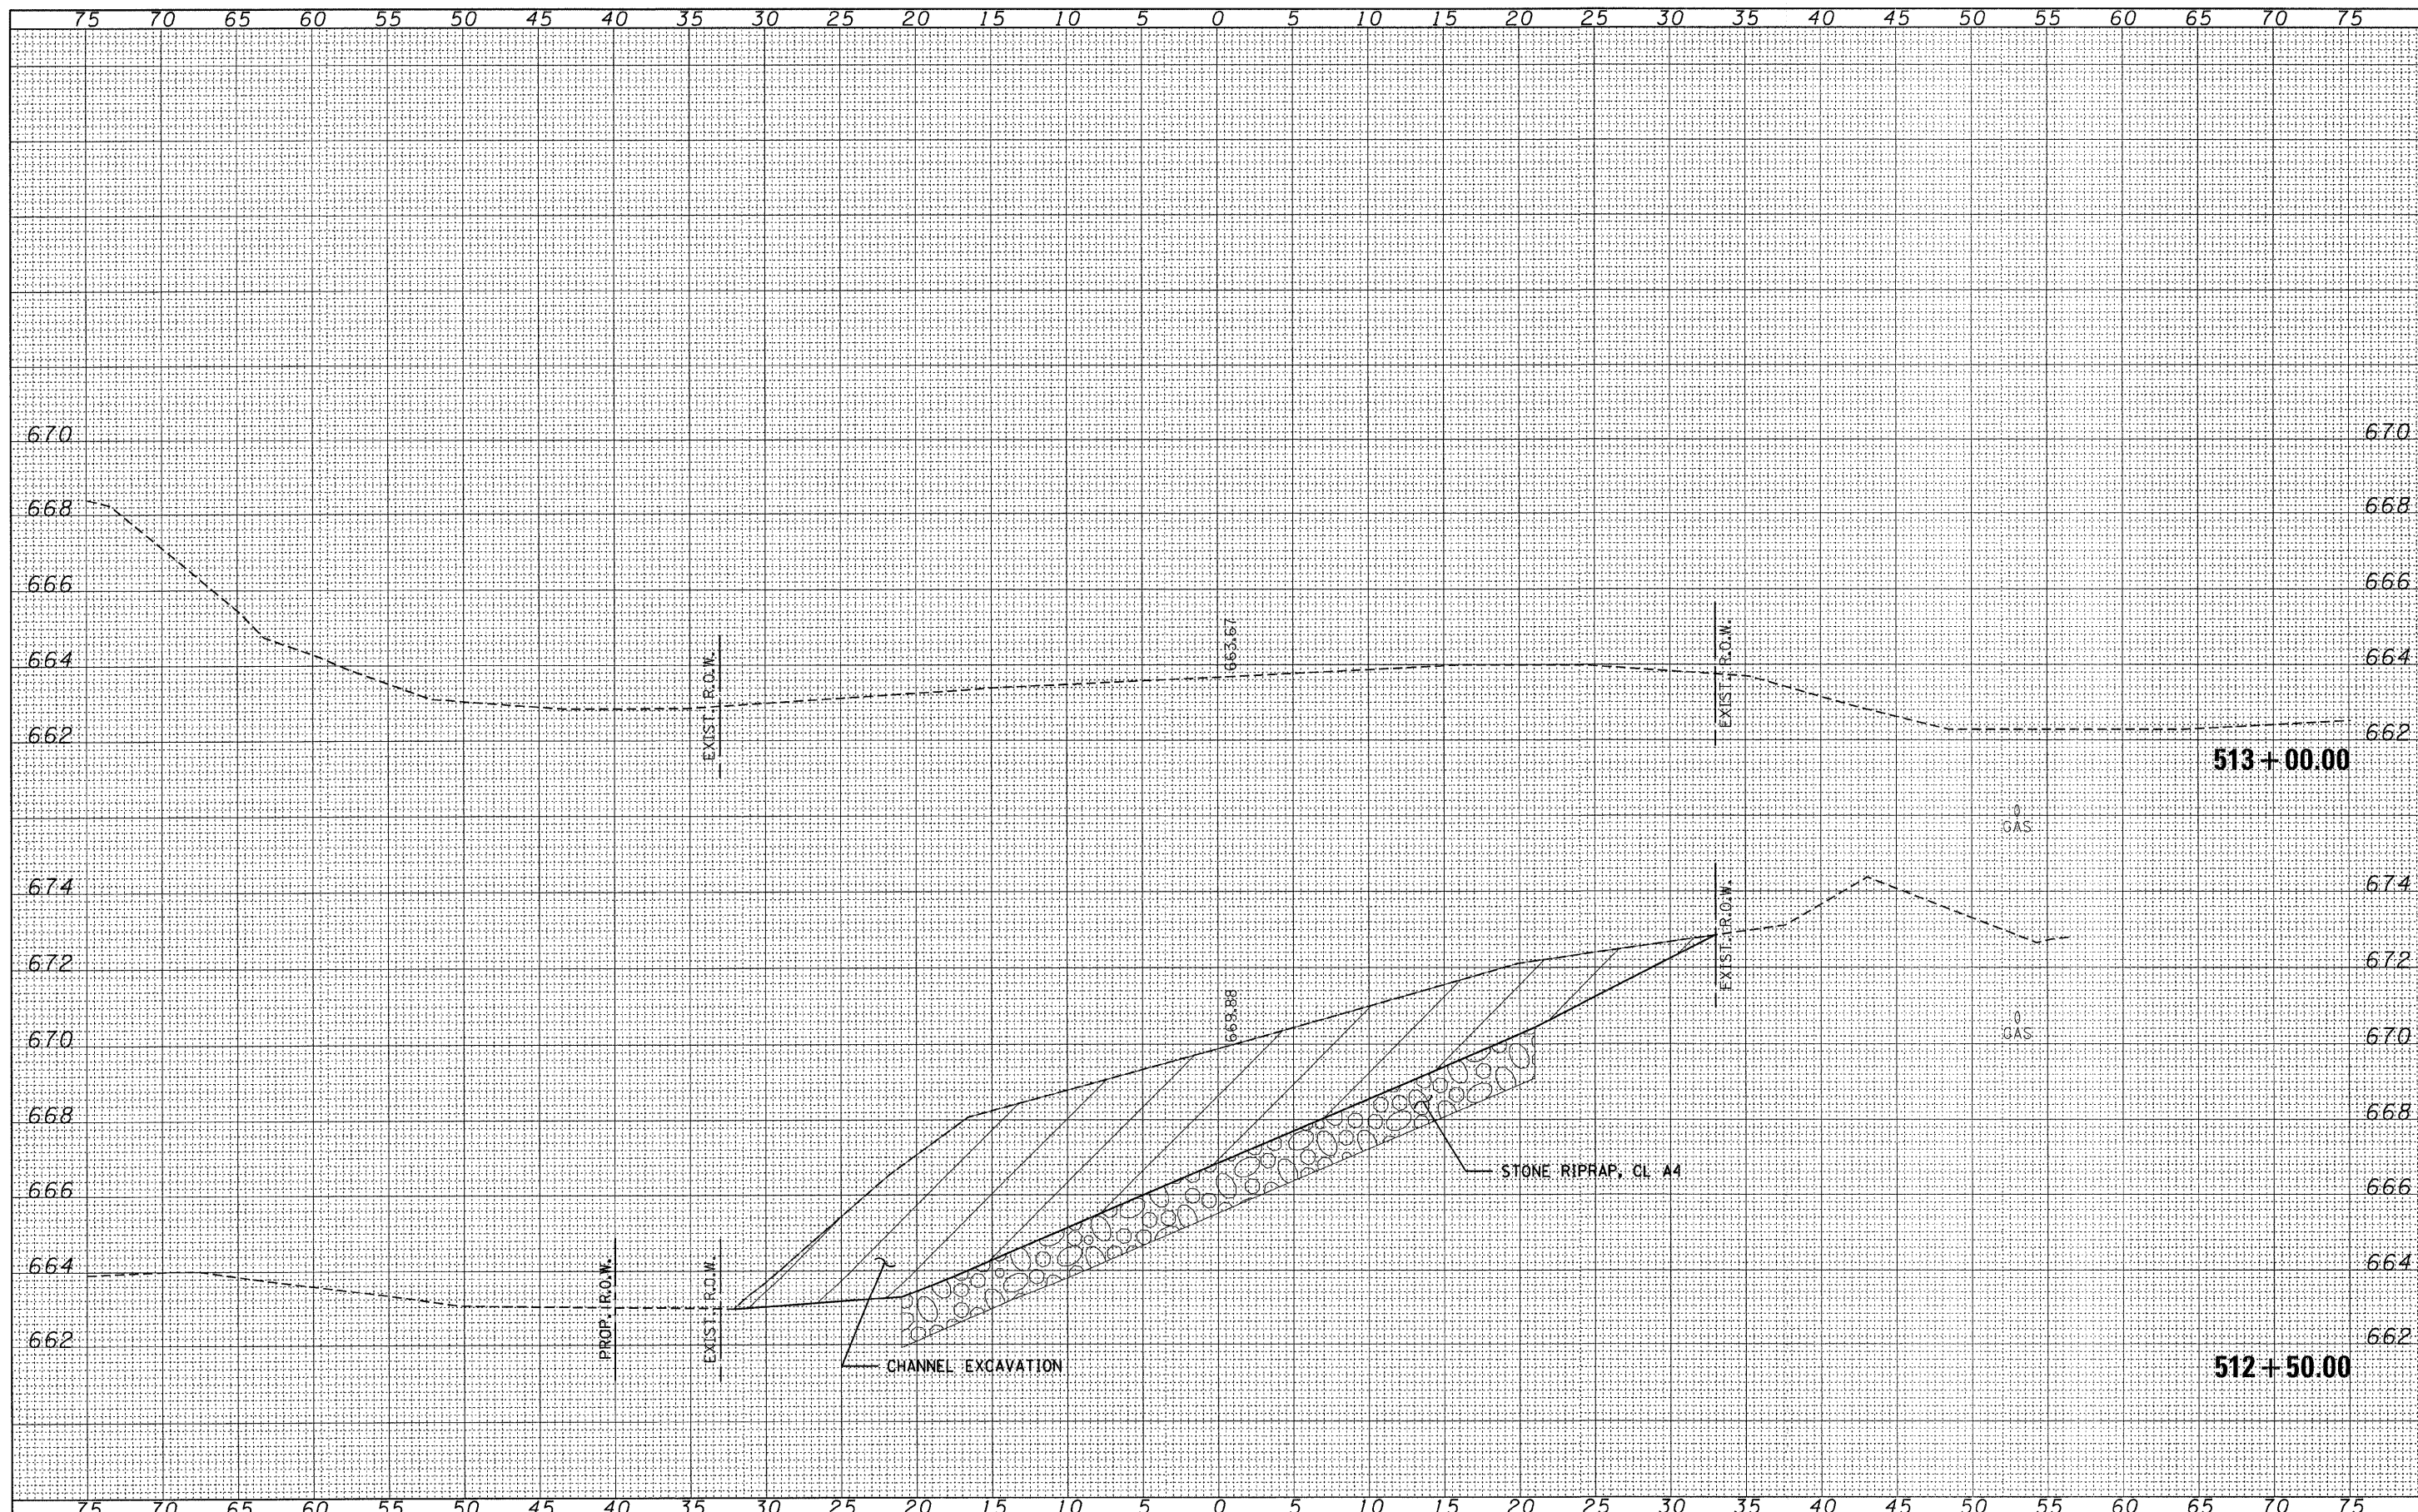 75 70 65 60 55 50 45 40 35 30 25 20 15 10 5 0 5 10 15 20 25 30 35 40 45 50 55 60 65 70 75
670 670
668 668
666 666
663.67
EXIST. R.O.W.
EXIST. R.O.W.
664 664
662 662
513+00.00
GAS
674 674
EXIST. R.O.W.
672 672
669.88
670 670
GAS
668 668
STONE RIPRAP, CL A4
666 666
664 664
PROP. R.O.W.
EXIST. R.O.W.
662 662
CHANNEL EXCAVATION
512+50.00
75 70 65 60 55 50 45 40 35 30 25 20 15 10 5 0 5 10 15 20 25 30 35 40 45 50 55 60 65 70 75